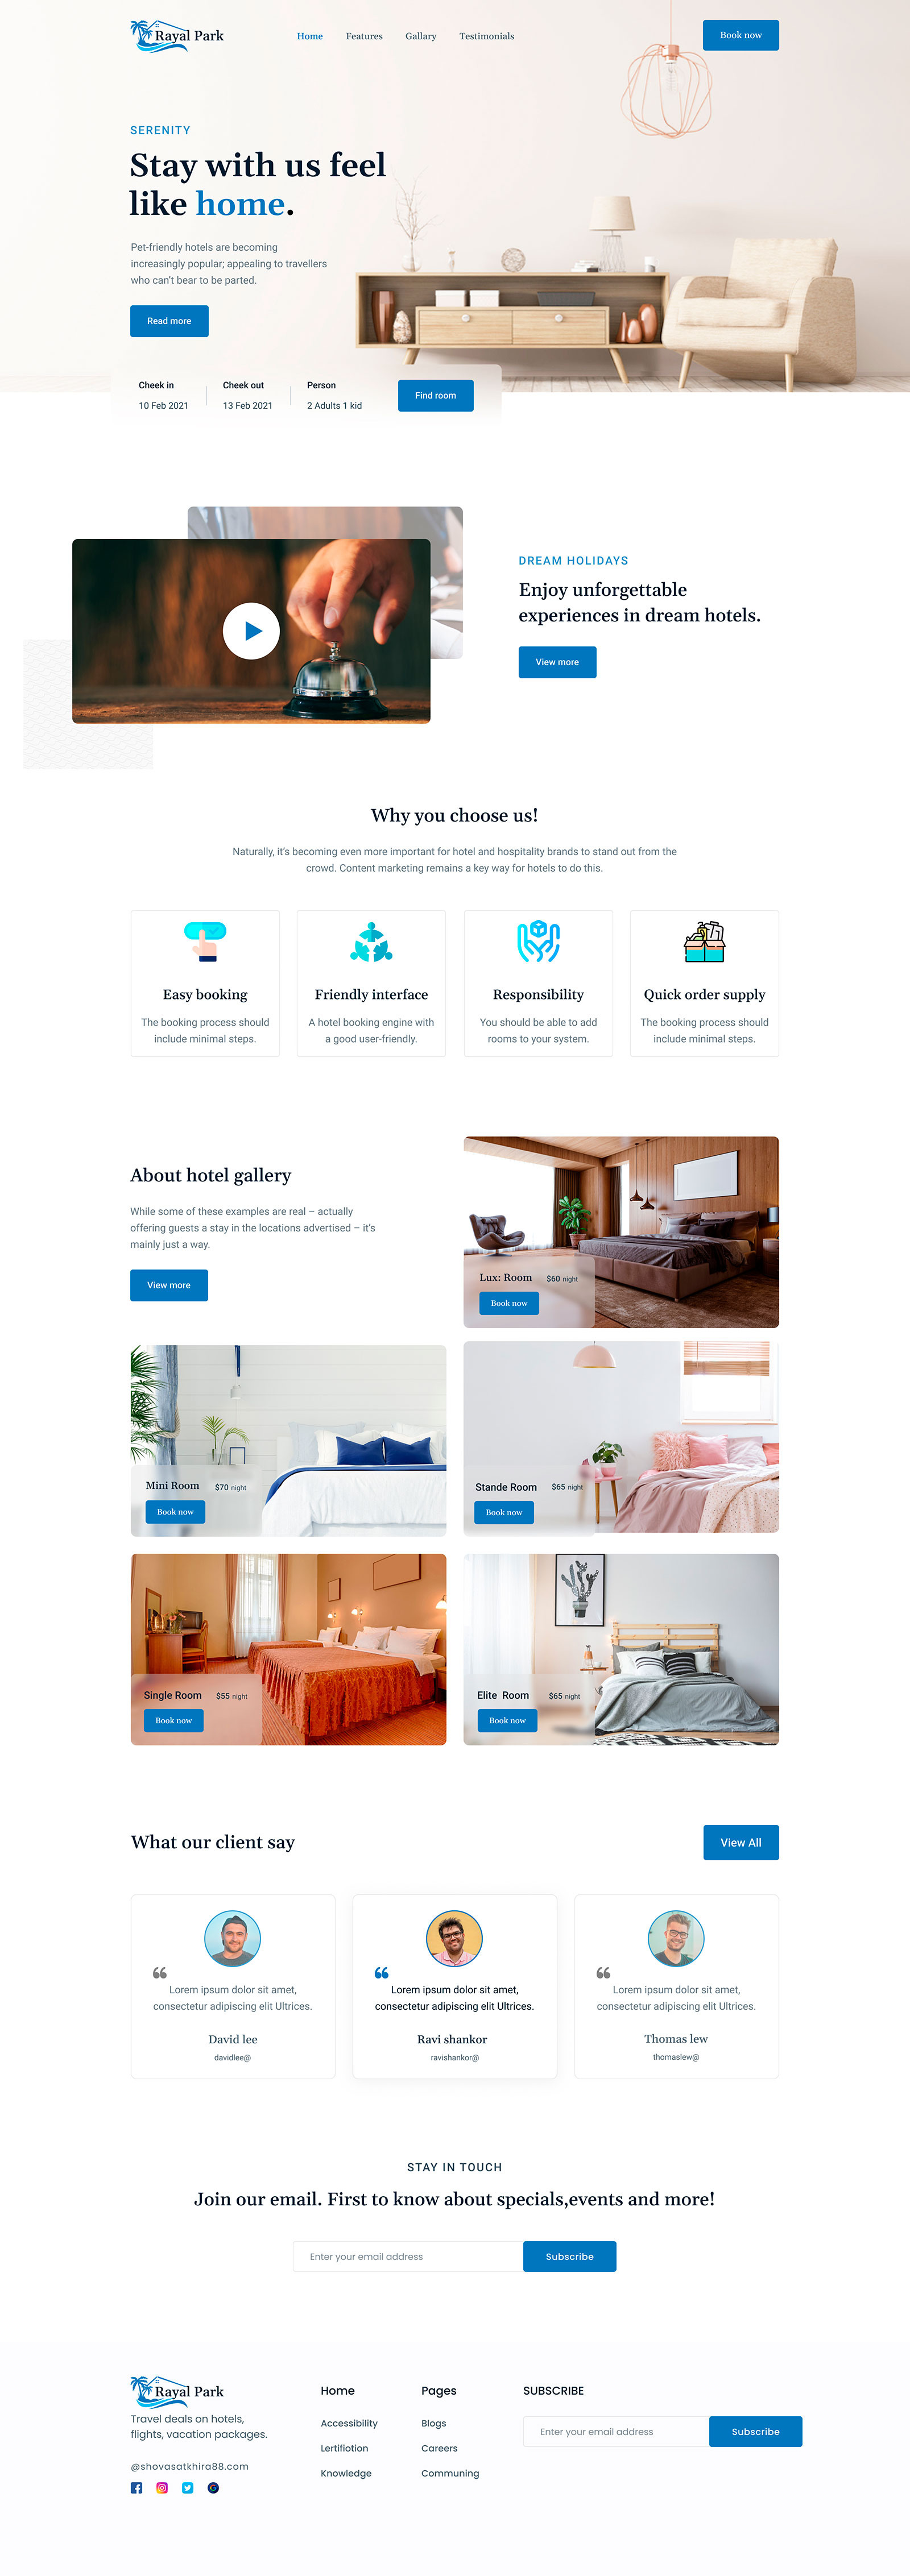 Rayal Park
Home
Features
Gallary
Testimonials
Book now
SERENITY
Stay with us feel
like home.
Pet-friendly hotels are becoming
increasingly popular; appealing to travellers
who can't bear to be parted.
Read more
Cheek in
10 Feb 2021
Cheek out
13 Feb 2021
Person
2 Adults 1 kid
Find room
DREAM HOLIDAYS
Enjoy unforgettable
experiences in dream hotels.
View more
Why you choose us!
Naturally, it's becoming even more important for hotel and hospitality brands to stand out from the
crowd. Content marketing remains a key way for hotels to do this.
Easy booking
The booking process should
include minimal steps.
Friendly interface
A hotel booking engine with
a good user-friendly.
Responsibility
You should be able to add
rooms to your system.
Quick order supply
The booking process should
include minimal steps.
About hotel gallery
While some of these examples are real – actually
offering guests a stay in the locations advertised – it's
mainly just a way.
View more
Lux: Room $60 night
Book now
Mini Room $70 night
Book now
Stande Room $65 night
Book now
Single Room $55 night
Book now
Elite Room $65 night
Book now
What our client say
View All
Lorem ipsum dolor sit amet,
consectetur adipiscing elit Ultrices.
David lee
davidlee@
Lorem ipsum dolor sit amet,
consectetur adipiscing elit Ultrices.
Ravi shankor
ravishankor@
Lorem ipsum dolor sit amet,
consectetur adipiscing elit Ultrices.
Thomas lew
thomaslew@
STAY IN TOUCH
Join our email. First to know about specials,events and more!
Enter your email address
Subscribe
Rayal Park
Travel deals on hotels,
flights, vacation packages.
@shovasatkhira88.com
Home
Accessibility
Lertifiotion
Knowledge
Pages
Blogs
Careers
Communing
SUBSCRIBE
Enter your email address
Subscribe